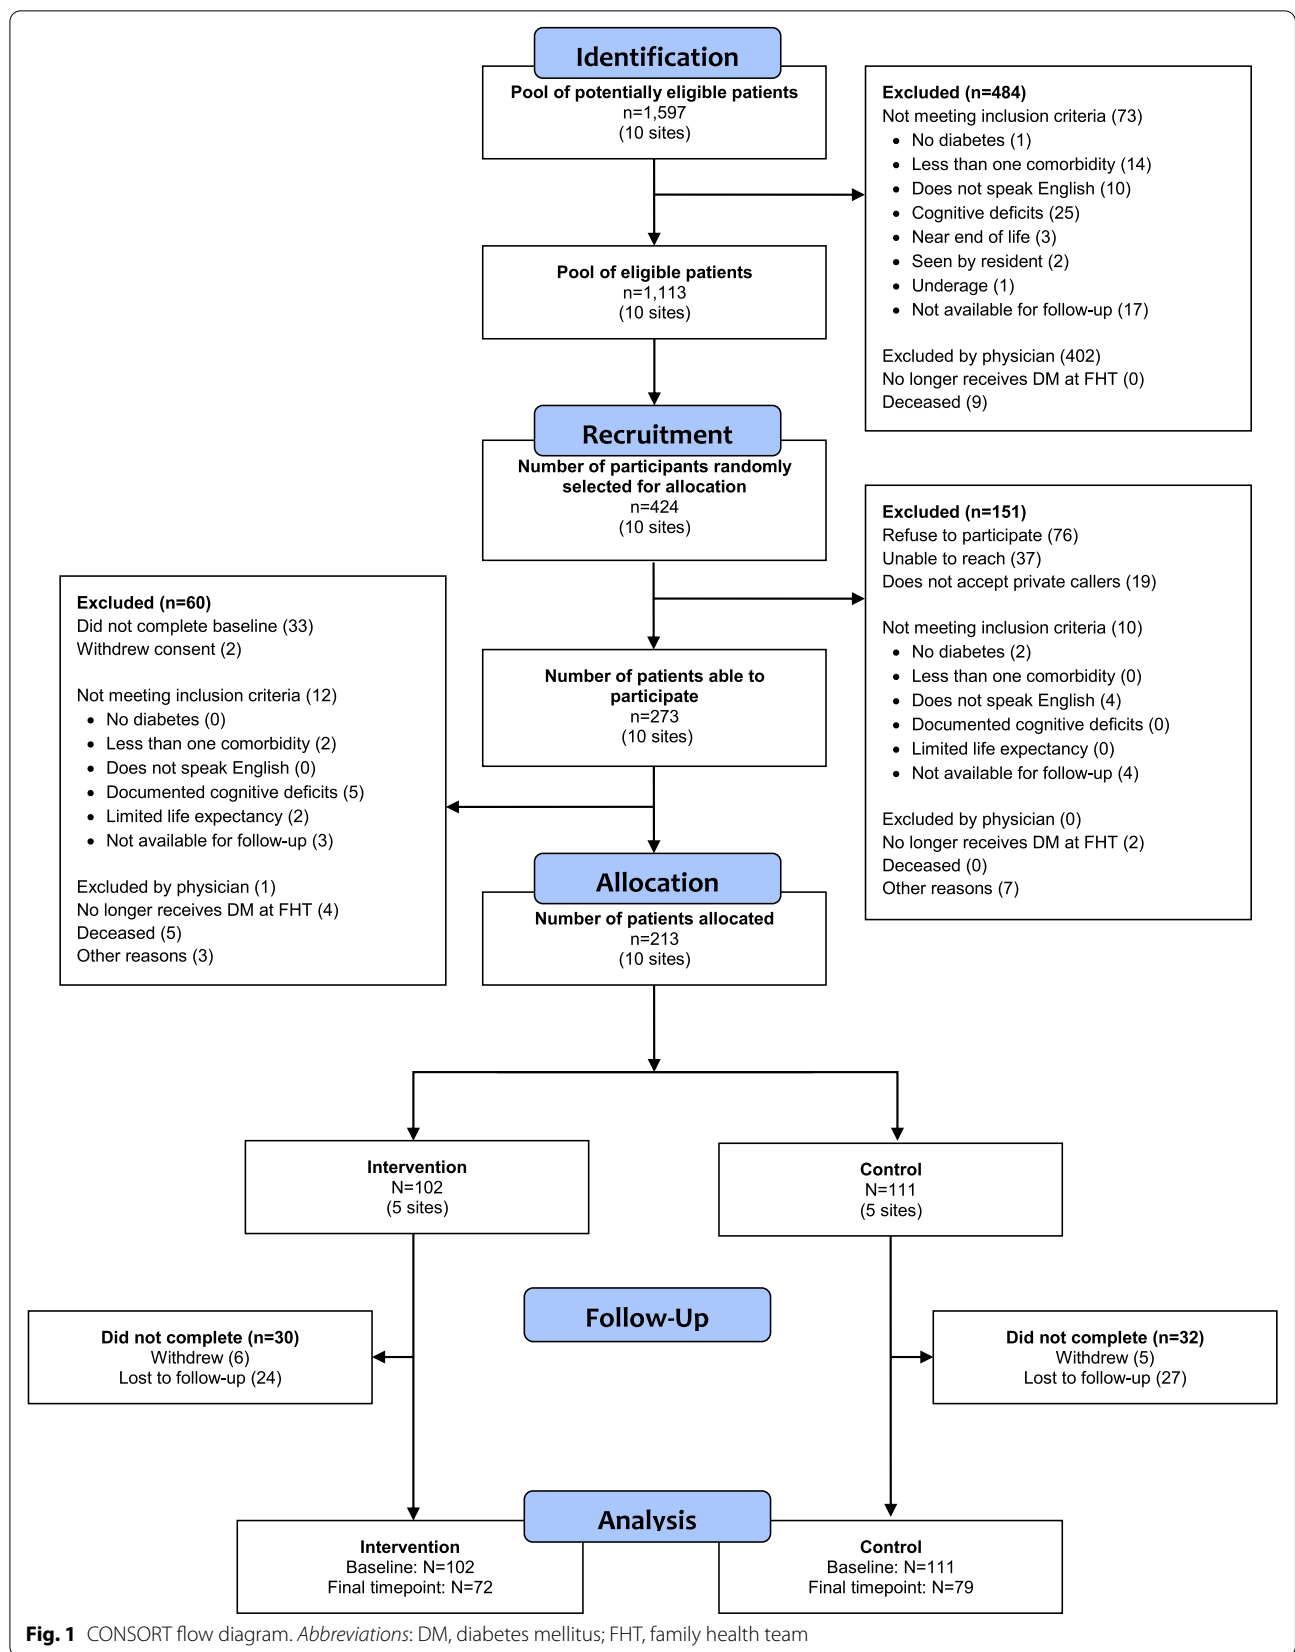 Identification
Pool of potentially eligible patients
n=1,597
(10 sites)
Excluded (n=484)
Not meeting inclusion criteria (73)
• No diabetes (1)
• Less than one comorbidity (14)
• Does not speak English (10)
• Cognitive deficits (25)
• Near end of life (3)
• Seen by resident (2)
• Underage (1)
• Not available for follow-up (17)
Excluded by physician (402)
No longer receives DM at FHT (0)
Deceased (9)
Pool of eligible patients
n=1,113
(10 sites)
Recruitment
Number of participants randomly
selected for allocation
n=424
(10 sites)
Excluded (n=151)
Refuse to participate (76)
Unable to reach (37)
Does not accept private callers (19)
Not meeting inclusion criteria (10)
• No diabetes (2)
• Less than one comorbidity (0)
• Does not speak English (4)
• Documented cognitive deficits (0)
• Limited life expectancy (0)
• Not available for follow-up (4)
Excluded by physician (0)
No longer receives DM at FHT (2)
Deceased (0)
Other reasons (7)
Number of patients able to
participate
n=273
(10 sites)
Excluded (n=60)
Did not complete baseline (33)
Withdrew consent (2)
Not meeting inclusion criteria (12)
• No diabetes (0)
• Less than one comorbidity (2)
• Does not speak English (0)
• Documented cognitive deficits (5)
• Limited life expectancy (2)
• Not available for follow-up (3)
Excluded by physician (1)
No longer receives DM at FHT (4)
Deceased (5)
Other reasons (3)
Allocation
Number of patients allocated
n=213
(10 sites)
Intervention
N=102
(5 sites)
Control
N=111
(5 sites)
Follow-Up
Did not complete (n=30)
Withdrew (6)
Lost to follow-up (24)
Did not complete (n=32)
Withdrew (5)
Lost to follow-up (27)
Analysis
Intervention
Baseline: N=102
Final timepoint: N=72
Control
Baseline: N=111
Final timepoint: N=79
Fig. 1 CONSORT flow diagram. Abbreviations: DM, diabetes mellitus; FHT, family health team